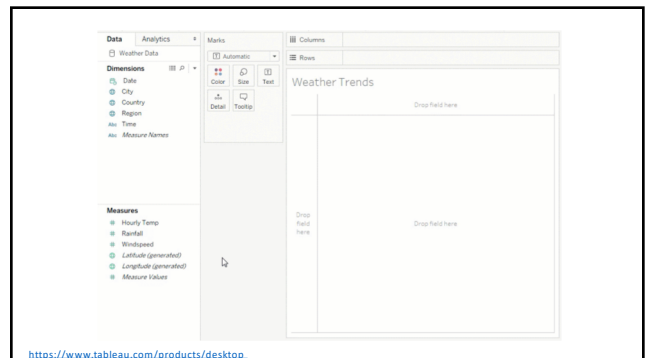 Data Analytics
Weather Data
Dimensions
Date
City
Country
Region
Abc Time
Abc Measure Names
Measures
# Hourly Temp
# Rainfall
# Windspeed
Latitude (generated)
Longitude (generated)
# Measure Values
Marks
T Automatic
Color Size Text
Detail Tooltip
Columns
Rows
Weather Trends
Drop field here
Drop
field
here
Drop field here
https://www.tableau.com/products/desktop